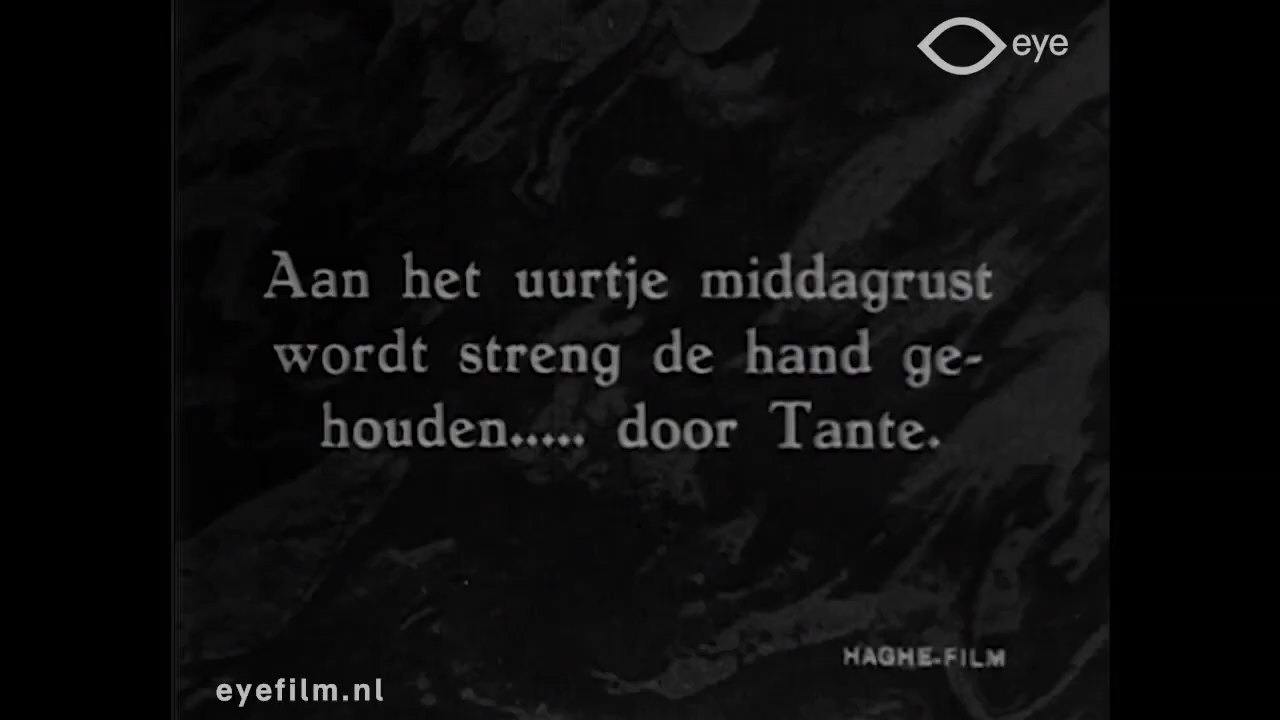 eye
Aan het uurtje middagrust
wordt streng de hand ge-
houden..... door Tante.
HAGHE-FILM
eyefilm.nl